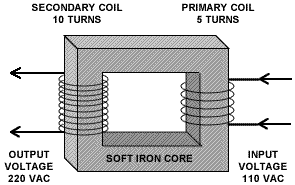 SECONDARY COIL
10 TURNS
PRIMARY COIL
5 TURNS
SOFT IRON CORE
OUTPUT
VOLTAGE
220 VAC
INPUT
VOLTAGE
110 VAC